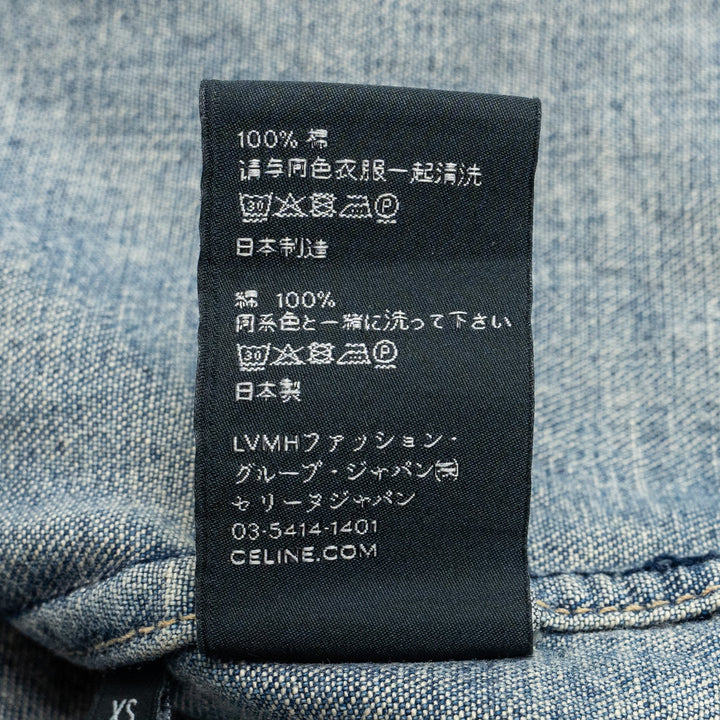 100% 棉
请与同色衣服一起清洗
30 P
日本制造
綿 100%
同系色と一緒に洗って下さい
30 P
日本製
LVMHファッション・
グループ・ジャパン㈱
セリーヌジャパン
03-5414-1401
CELINE.COM
XS